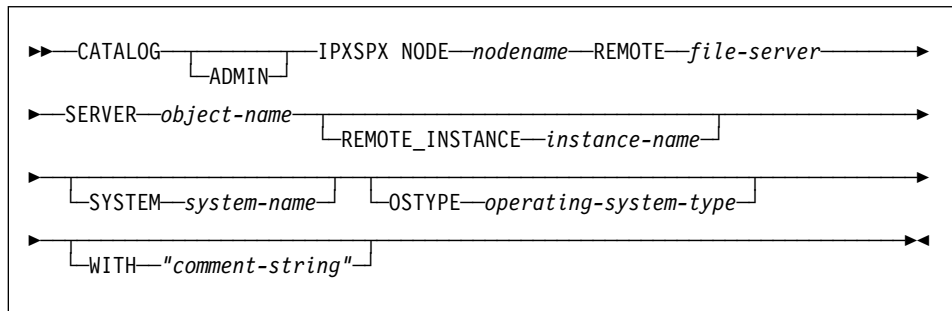 CATALOG IPXSPX NODE nodename REMOTE file-server
ADMIN
SERVER object-name
REMOTE_INSTANCE instance-name
SYSTEM system-name OSTYPE operating-system-type
WITH "comment-string"